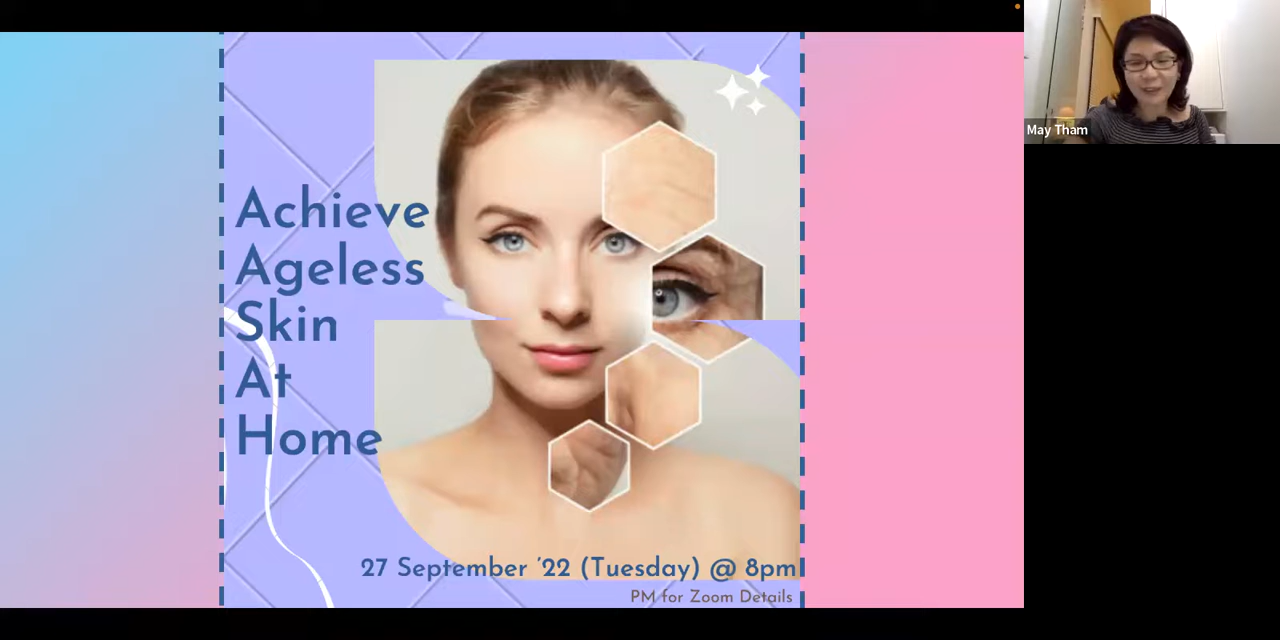 Achieve
Ageless
Skin
At
Home
27 September '22 (Tuesday) @ 8pm
PM for Zoom Details
May Tham